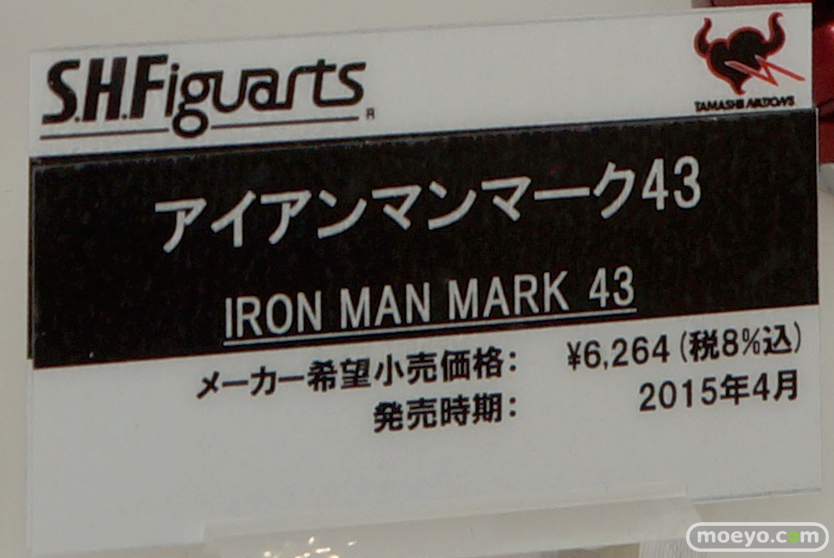 S.H.Figuarts
®
TAMASHII NATIONS
アイアンマンマーク43
IRON MAN MARK 43
メーカー希望小売価格： ¥6,264 (税8%込)
発売時期： 2015年4月
moeyo.com